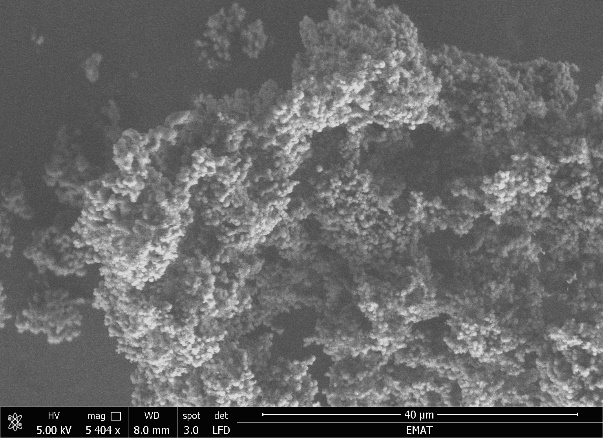 HV mag WD spot det 40 µm
5.00 kV 5 404 x 8.0 mm 3.0 LFD EMAT